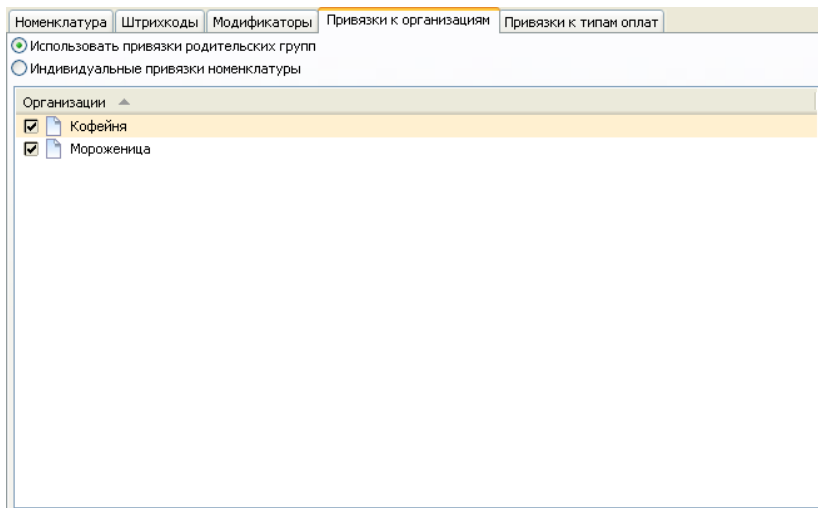 Номенклатура Штрихкоды Модификаторы Привязки к организациям Привязки к типам оплат
Использовать привязки родительских групп
Индивидуальные привязки номенклатуры
Организации
Кофейня
Мороженица